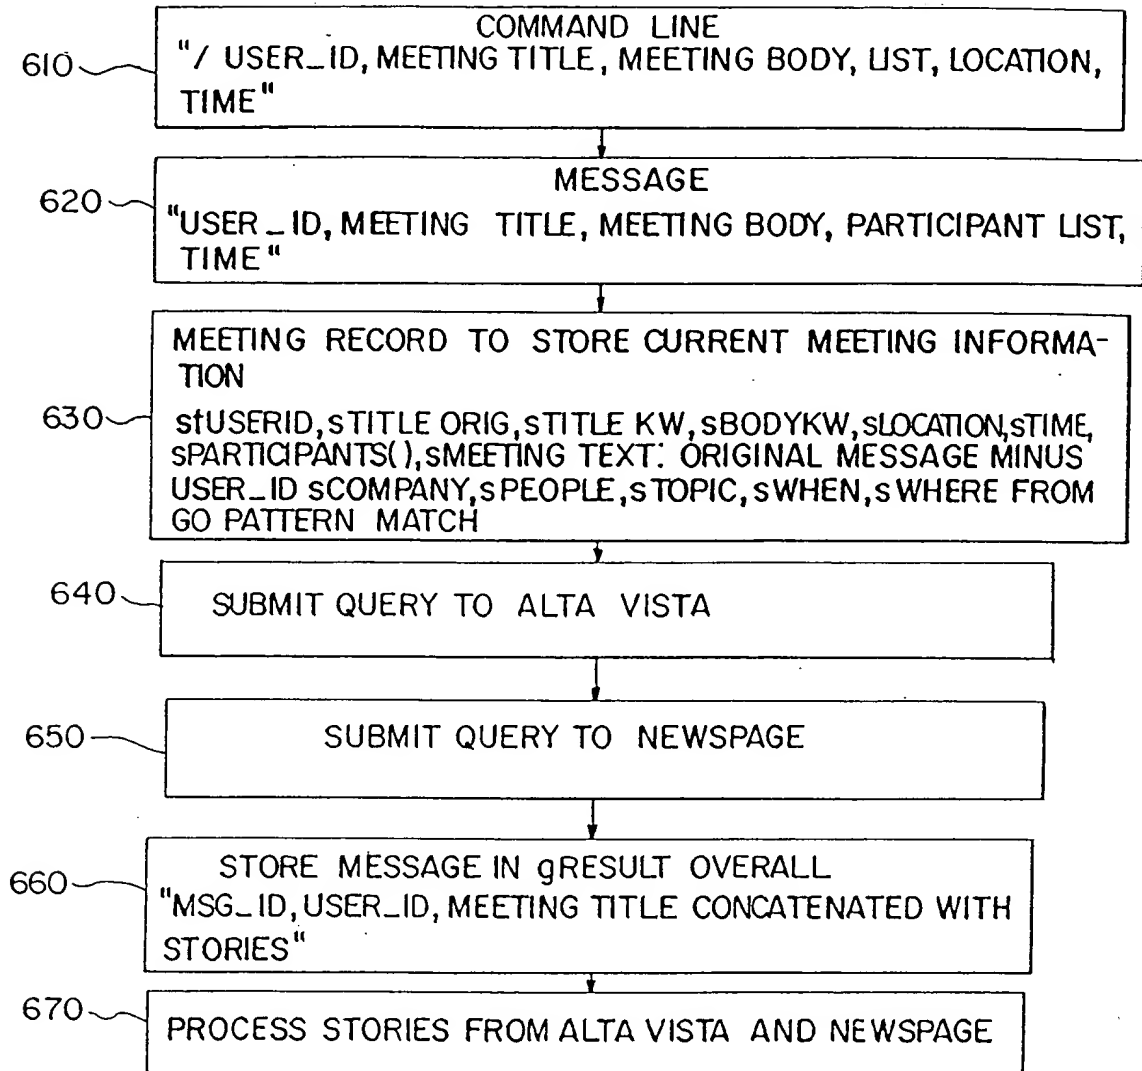 COMMAND LINE
610
"/ USER_ID, MEETING TITLE, MEETING BODY, LIST, LOCATION,
TIME"
MESSAGE
620
"USER_ID, MEETING TITLE, MEETING BODY, PARTICIPANT LIST,
TIME"
MEETING RECORD TO STORE CURRENT MEETING INFORMA-
TION
630
stUSERID, sTITLE ORIG, sTITLE KW, sBODYKW, sLOCATION, sTIME,
sPARTICIPANTS(), sMEETING TEXT: ORIGINAL MESSAGE MINUS
USER_ID sCOMPANY, sPEOPLE, sTOPIC, sWHEN, sWHERE FROM
GO PATTERN MATCH
640
SUBMIT QUERY TO ALTA VISTA
650
SUBMIT QUERY TO NEWSPAGE
660
STORE MESSAGE IN gRESULT OVERALL
"MSG_ID, USER_ID, MEETING TITLE CONCATENATED WITH
STORIES"
670
PROCESS STORIES FROM ALTA VISTA AND NEWSPAGE